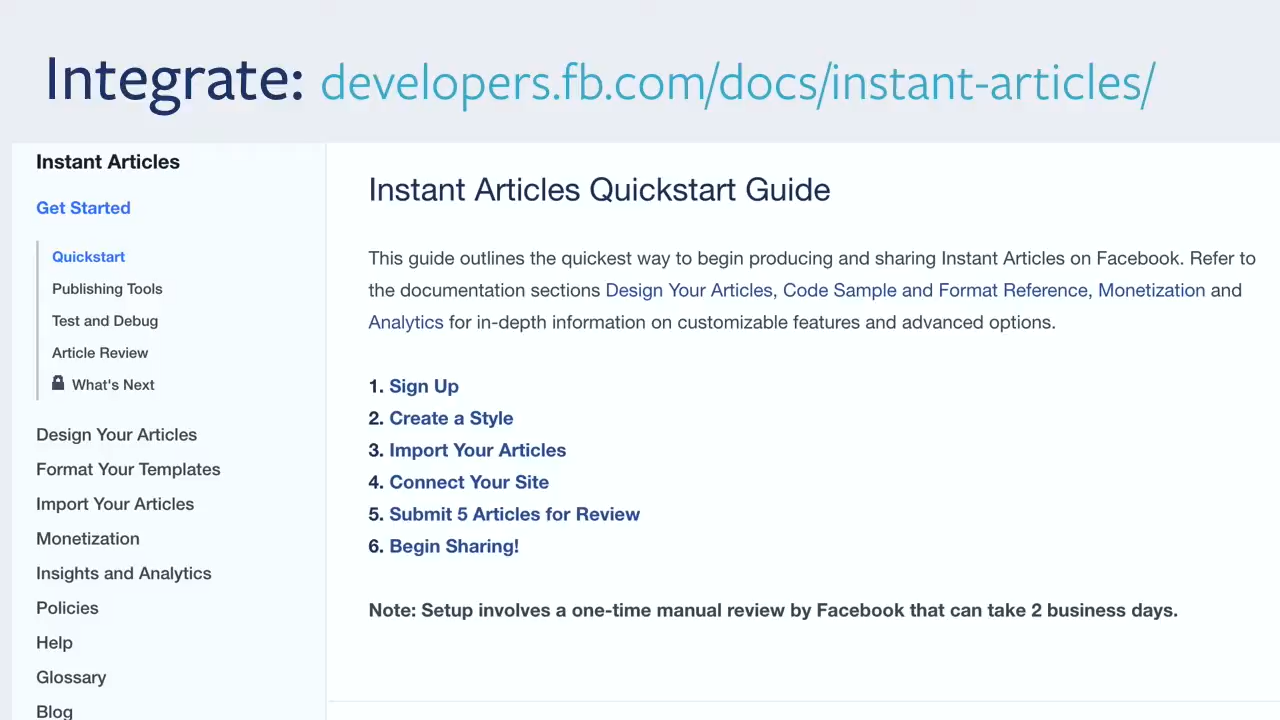 Integrate: developers.fb.com/docs/instant-articles/
Instant Articles
Get Started
Quickstart
Publishing Tools
Test and Debug
Article Review
What's Next
Design Your Articles
Format Your Templates
Import Your Articles
Monetization
Insights and Analytics
Policies
Help
Glossary
Blog
Instant Articles Quickstart Guide
This guide outlines the quickest way to begin producing and sharing Instant Articles on Facebook. Refer to
the documentation sections Design Your Articles, Code Sample and Format Reference, Monetization and
Analytics for in-depth information on customizable features and advanced options.
1. Sign Up
2. Create a Style
3. Import Your Articles
4. Connect Your Site
5. Submit 5 Articles for Review
6. Begin Sharing!
Note: Setup involves a one-time manual review by Facebook that can take 2 business days.